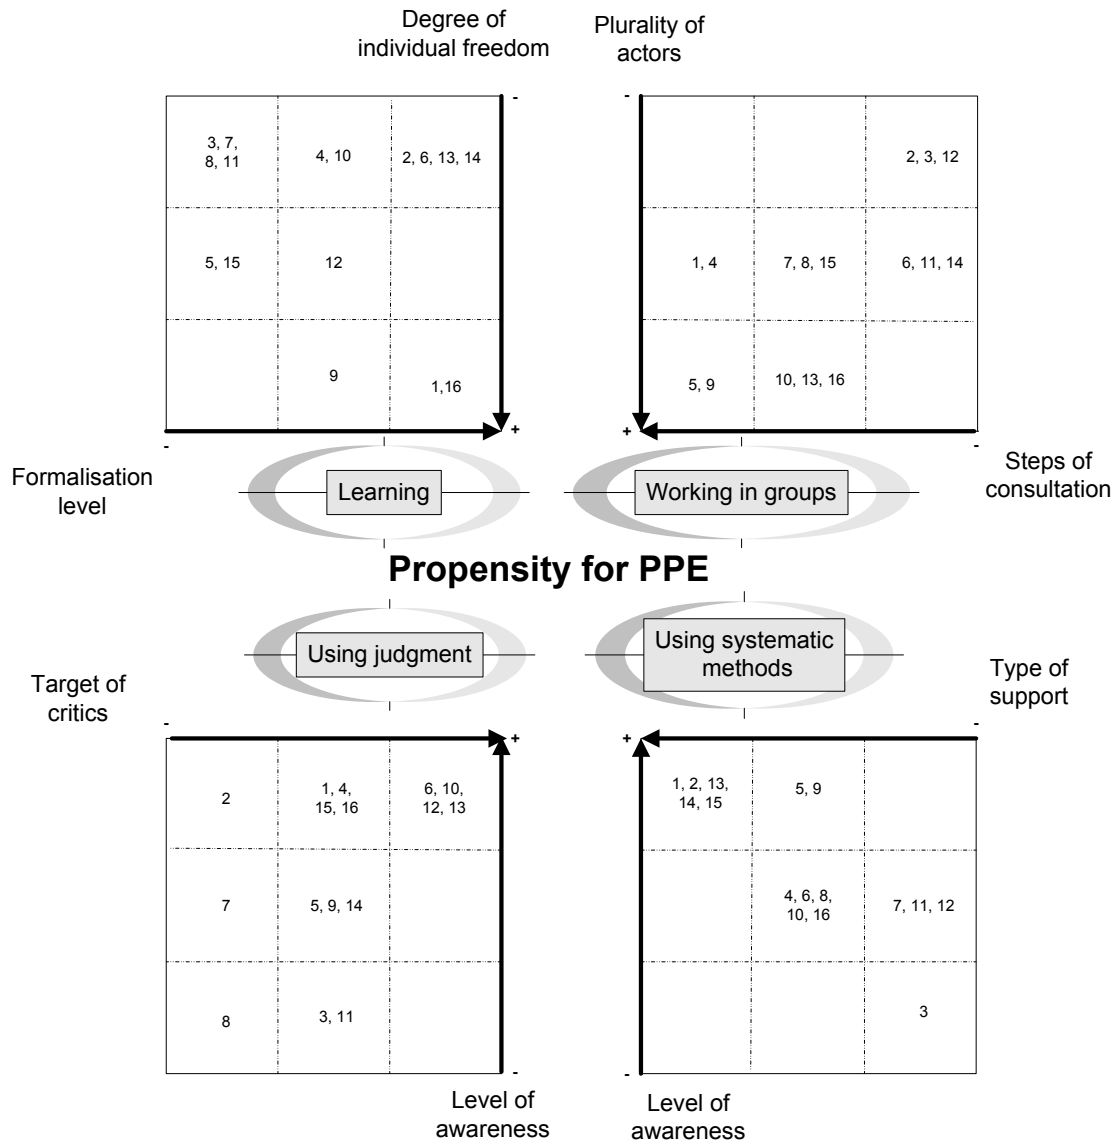 Degree of
individual freedom
Plurality of
actors
-
-
3, 7,
8, 11
4, 10
2, 6, 13, 14
2, 3, 12
5, 15
12
1, 4
7, 8, 15
6, 11, 14
9
1,16
5, 9
10, 13, 16
-
+
+
-
Formalisation
level
Learning
Working in groups
Steps of
consultation
Propensity for PPE
Using judgment
Using systematic
methods
Target of
critics
Type of
support
-
+
+
-
2
1, 4,
15, 16
6, 10,
12, 13
1, 2, 13,
14, 15
5, 9
7
5, 9, 14
4, 6, 8,
10, 16
7, 11, 12
8
3, 11
3
-
-
Level of
awareness
Level of
awareness